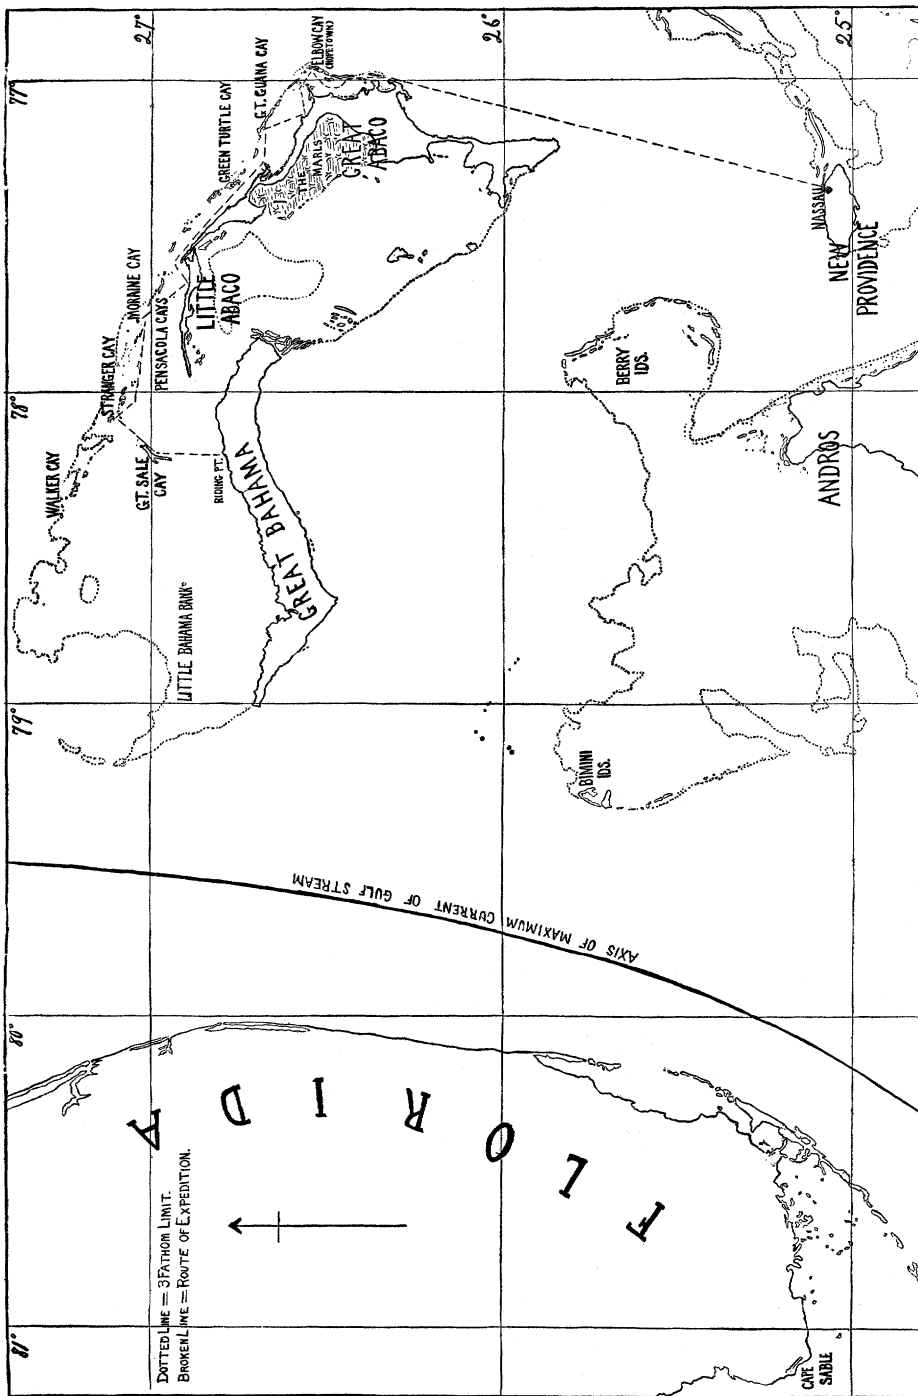 81°
80°
79°
78°
77°
27°
26°
25°
DOTTED LINE = 3 FATHOM LIMIT.
BROKEN LINE = ROUTE OF EXPEDITION.
FLORIDA
CAPE
SABLE
AXIS OF MAXIMUM CURRENT OF GULF STREAM
BIMINI
IDS.
LITTLE BAHAMA BANK
WALKER CAY
GT. SALE
CAY
STRANGER CAY
RIDING PT.
GREAT BAHAMA
PENSACOLA CAYS
MORAINE CAY
LITTLE
ABACO
GREEN TURTLE CAY
GT. GUANA CAY
ELBOW CAY
(HOPETOWN)
THE
MARLS
GREAT
ABACO
BERRY
IDS.
ANDROS
NASSAU
NEW
PROVIDENCE